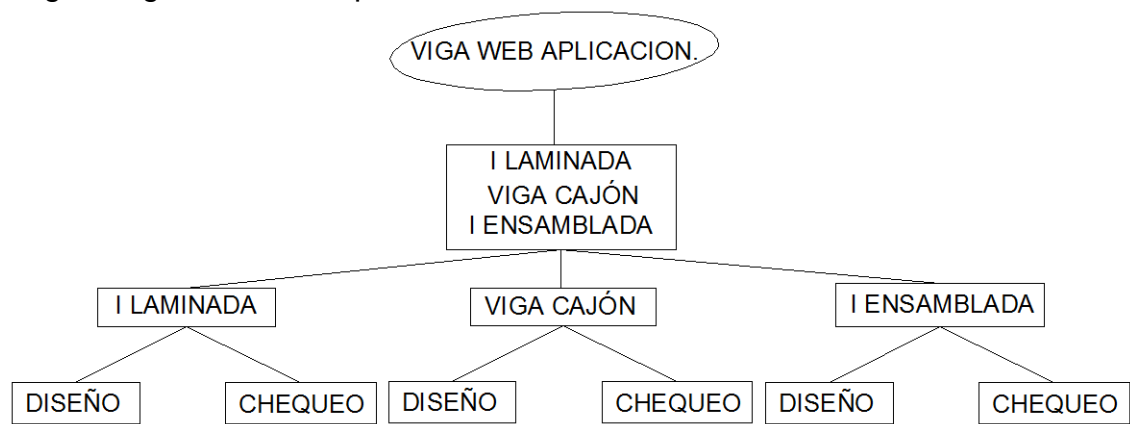 VIGA WEB APLICACION.
I LAMINADA
VIGA CAJÓN
I ENSAMBLADA
I LAMINADA
VIGA CAJÓN
I ENSAMBLADA
DISEÑO
CHEQUEO
DISEÑO
CHEQUEO
DISEÑO
CHEQUEO